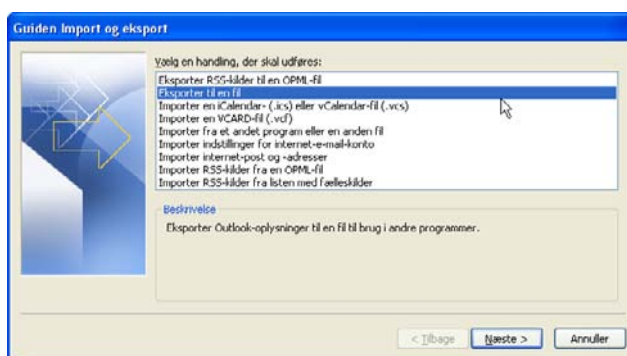 Guiden Import og eksport
Vælg en handling, der skal udføres:
Eksporter RSS-kilder til en OPML-fil
Eksporter til en fil
Importer en iCalendar- (.ics) eller vCalendar-fil (.vcs)
Importer en VCARD-fil (.vcf)
Importer fra et andet program eller en anden fil
Importer indstillinger for internet-e-mail-konto
Importer internet-post og -adresser
Importer RSS-kilder fra en OPML-fil
Importer RSS-kilder fra listen med fælleskilder
Beskrivelse
Eksporter Outlook-oplysninger til en fil til brug i andre programmer.
< Tilbage
Næste >
Annuller